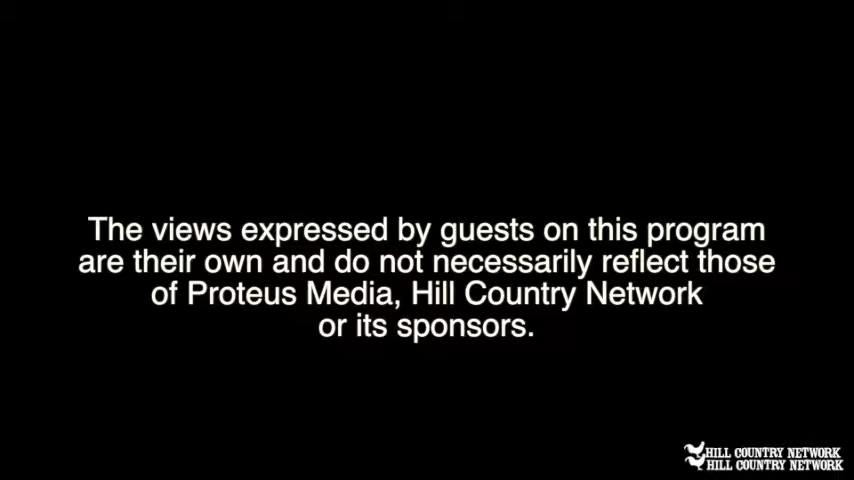 The views expressed by guests on this program
are their own and do not necessarily reflect those
of Proteus Media, Hill Country Network
or its sponsors.
HILL COUNTRY NETWORK
HILL COUNTRY NETWORK